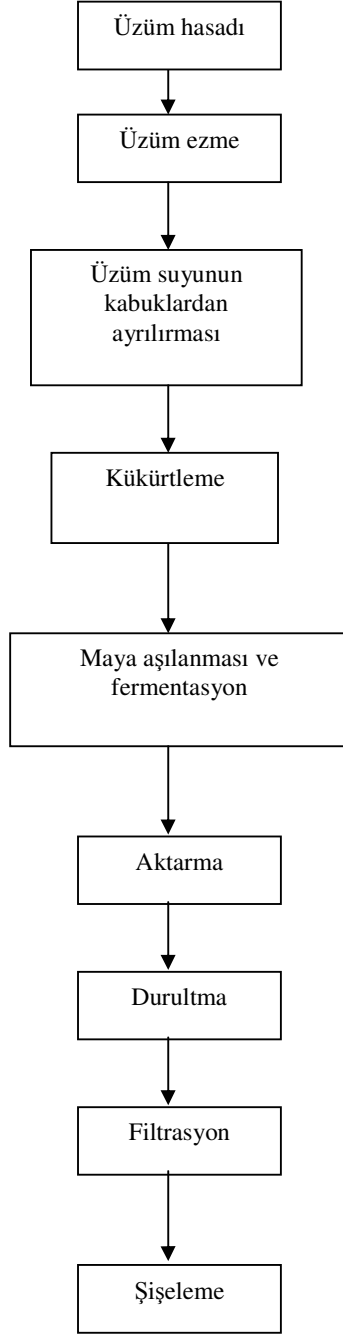 Üzüm hasadı
Üzüm ezme
Üzüm suyunun
kabuklardan
ayrılırması
Kükürtleme
Maya aşılanması ve
fermentasyon
Aktarma
Durultma
Filtrasyon
Şişeleme